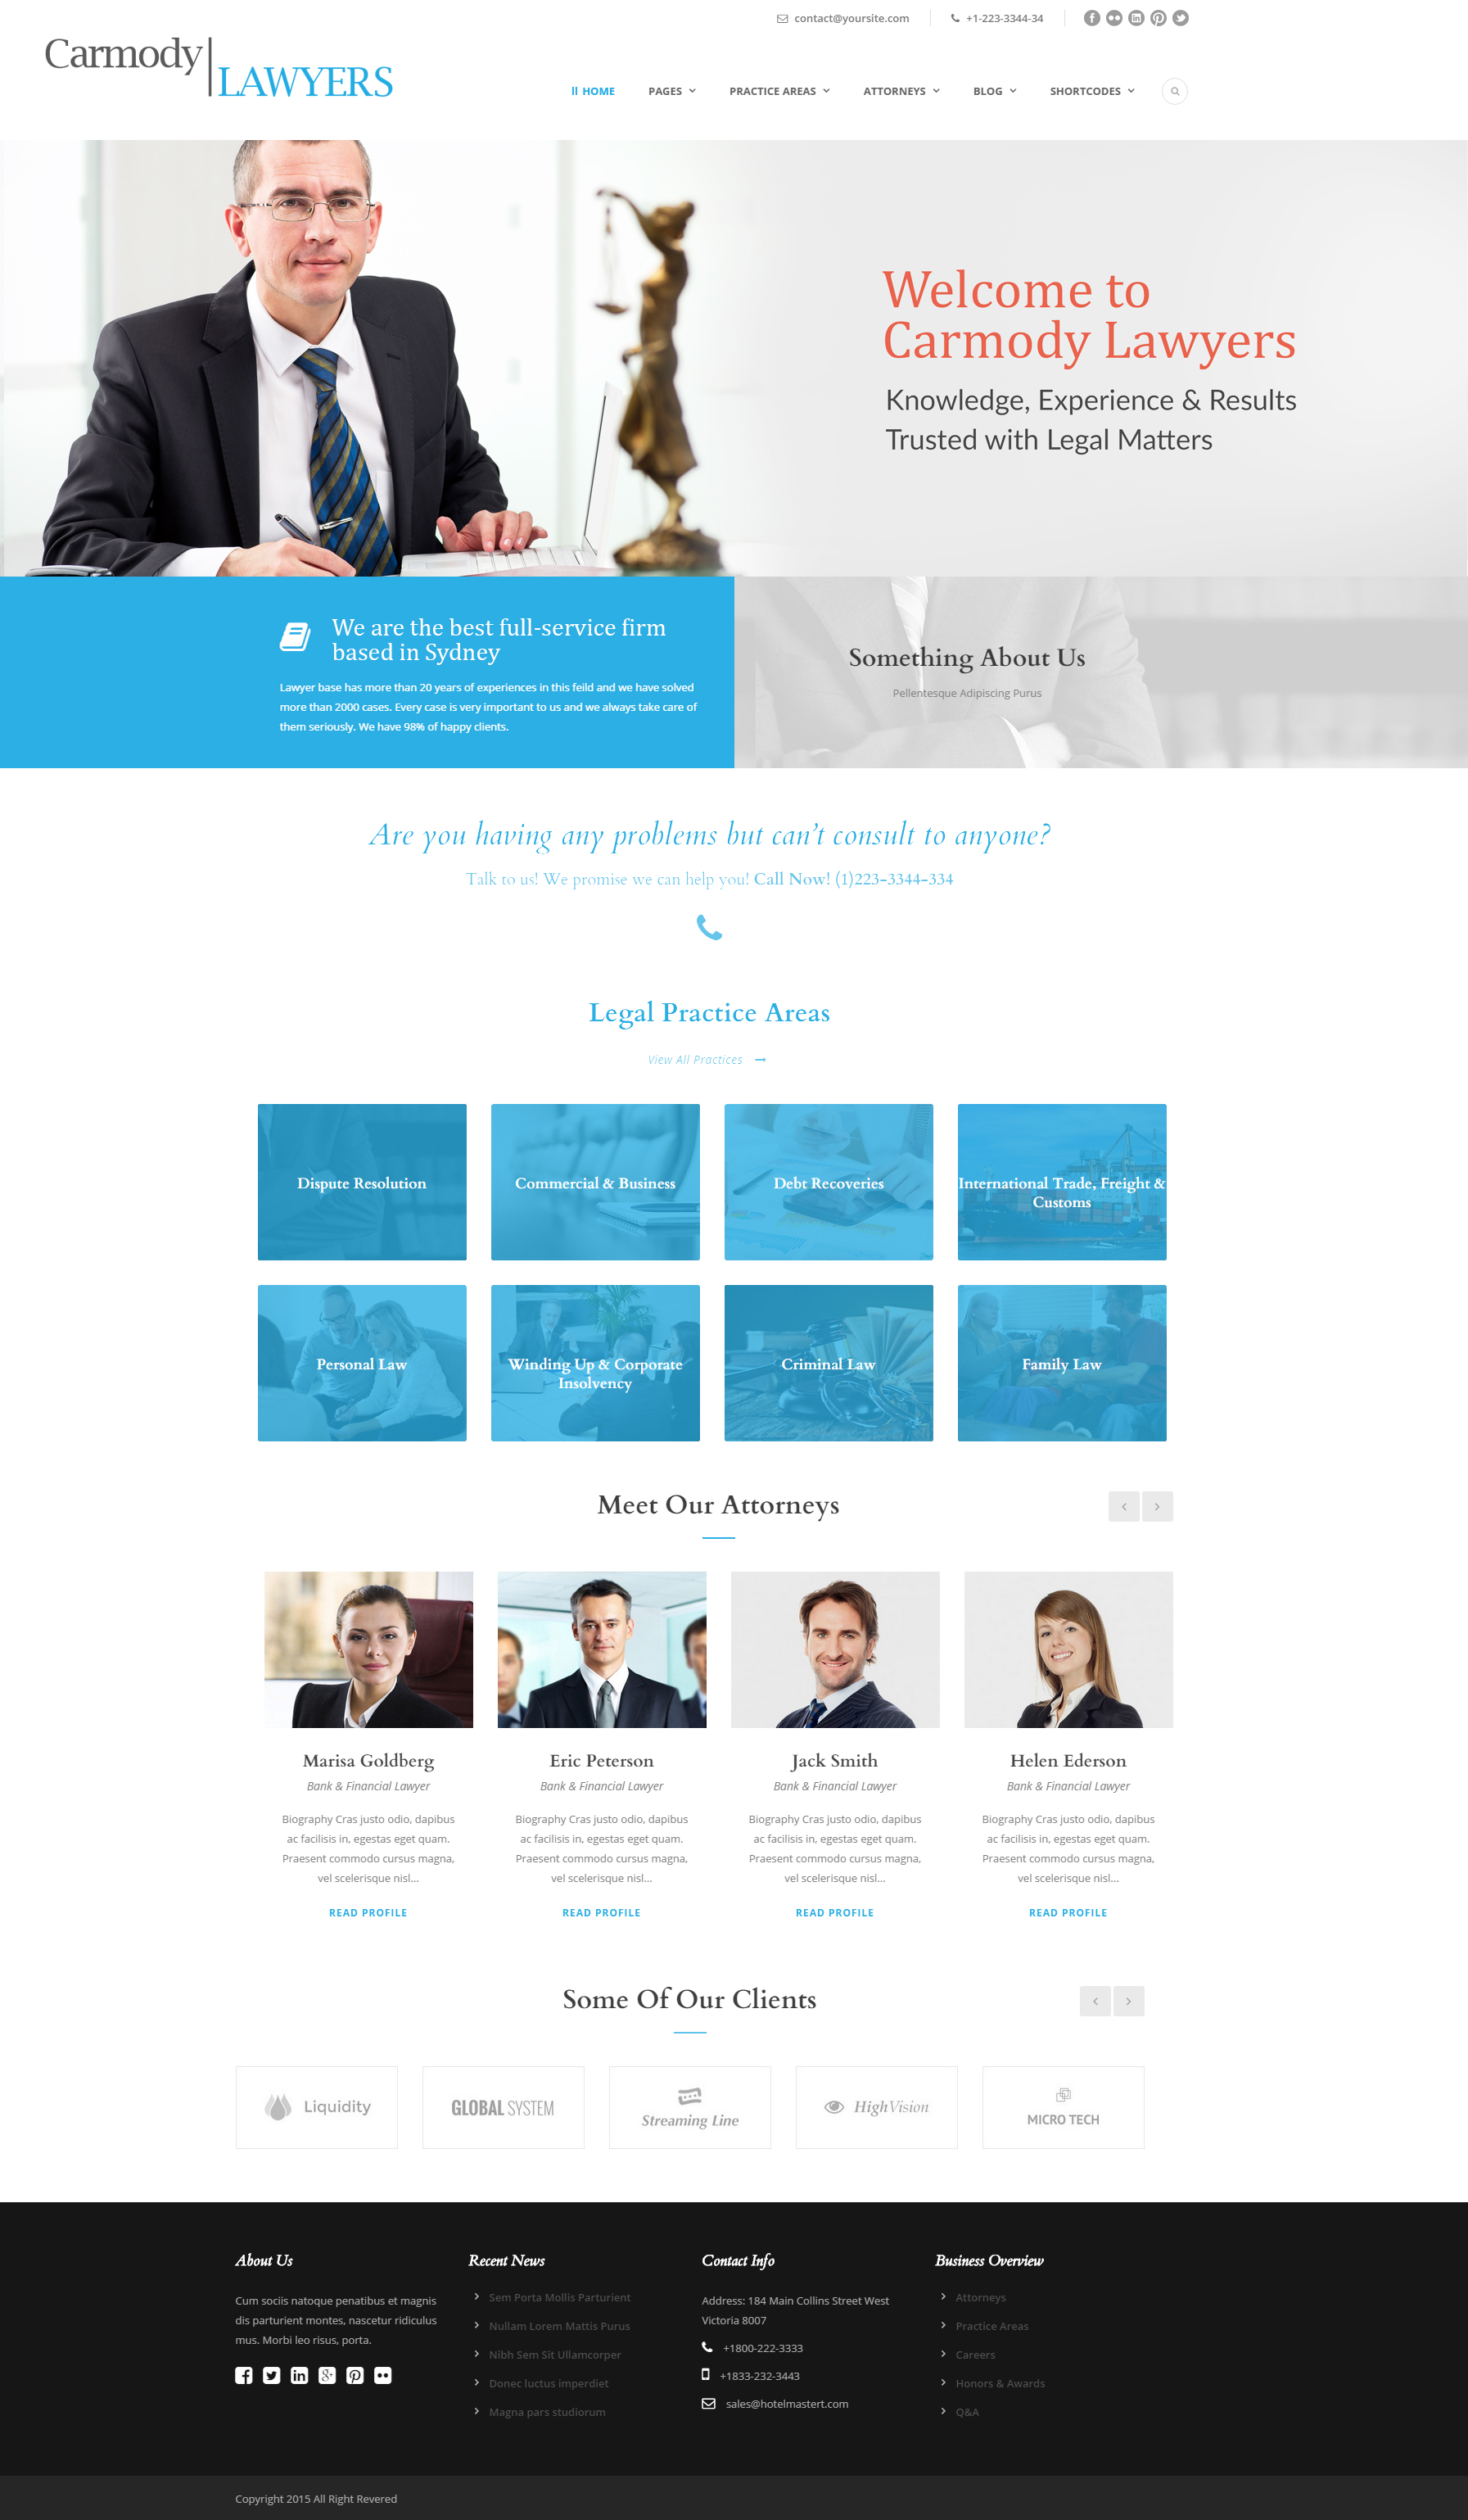 contact@yoursite.com
+1-223-3344-34
Carmody
LAWYERS
HOME
PAGES
PRACTICE AREAS
ATTORNEYS
BLOG
SHORTCODES
Welcome to
Carmody Lawyers
Knowledge, Experience & Results
Trusted with Legal Matters
We are the best full-service firm
based in Sydney
Lawyer base has more than 20 years of experiences in this feild and we have solved
more than 2000 cases. Every case is very important to us and we always take care of
them seriously. We have 98% of happy clients.
Something About Us
Pellentesque Adipiscing Purus
Are you having any problems but can't consult to anyone?
Talk to us! We promise we can help you! Call Now! (1)223-3344-334
Legal Practice Areas
View All Practices
Dispute Resolution
Commercial & Business
Debt Recoveries
International Trade, Freight &
Customs
Personal Law
Winding Up & Corporate
Insolvency
Criminal Law
Family Law
Meet Our Attorneys
Marisa Goldberg
Bank & Financial Lawyer
Biography Cras justo odio, dapibus
ac facilisis in, egestas eget quam.
Praesent commodo cursus magna,
vel scelerisque nisl...
READ PROFILE
Eric Peterson
Bank & Financial Lawyer
Biography Cras justo odio, dapibus
ac facilisis in, egestas eget quam.
Praesent commodo cursus magna,
vel scelerisque nisl...
READ PROFILE
Jack Smith
Bank & Financial Lawyer
Biography Cras justo odio, dapibus
ac facilisis in, egestas eget quam.
Praesent commodo cursus magna,
vel scelerisque nisl...
READ PROFILE
Helen Ederson
Bank & Financial Lawyer
Biography Cras justo odio, dapibus
ac facilisis in, egestas eget quam.
Praesent commodo cursus magna,
vel scelerisque nisl...
READ PROFILE
Some Of Our Clients
Liquidity
GLOBAL SYSTEM
Streaming Line
HighVision
MICRO TECH
About Us
Cum sociis natoque penatibus et magnis
dis parturient montes, nascetur ridiculus
mus. Morbi leo risus, porta.
Recent News
Sem Porta Mollis Parturient
Nullam Lorem Mattis Purus
Nibh Sem Sit Ullamcorper
Donec luctus imperdiet
Magna pars studiorum
Contact Info
Address: 184 Main Collins Street West
Victoria 8007
+1800-222-3333
+1833-232-3443
sales@hotelmastert.com
Business Overview
Attorneys
Practice Areas
Careers
Honors & Awards
Q&A
Copyright 2015 All Right Revered